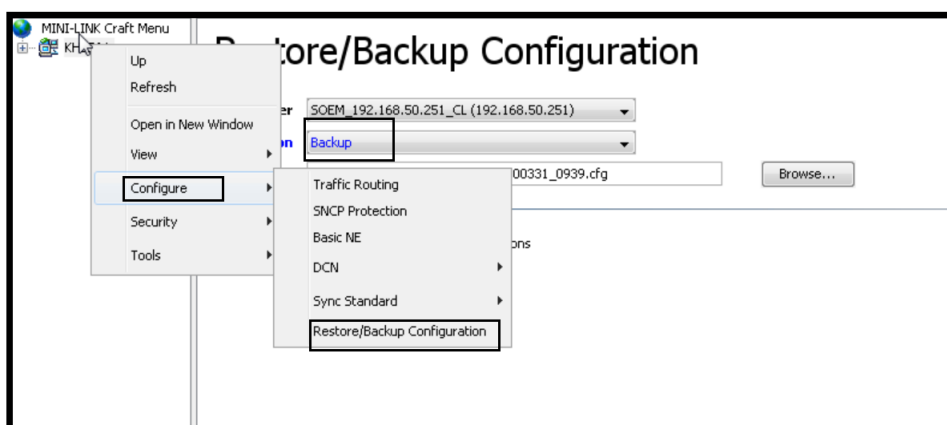 MINI-LINK Craft Menu
Restore/Backup Configuration
Up
Refresh
Open in New Window
View
Configure
Security
Tools
er SOEM_192.168.50.251_CL (192.168.50.251)
on Backup
00331_0939.cfg Browse...
Traffic Routing
SNCP Protection
Basic NE
DCN
Sync Standard
Restore/Backup Configuration
ons